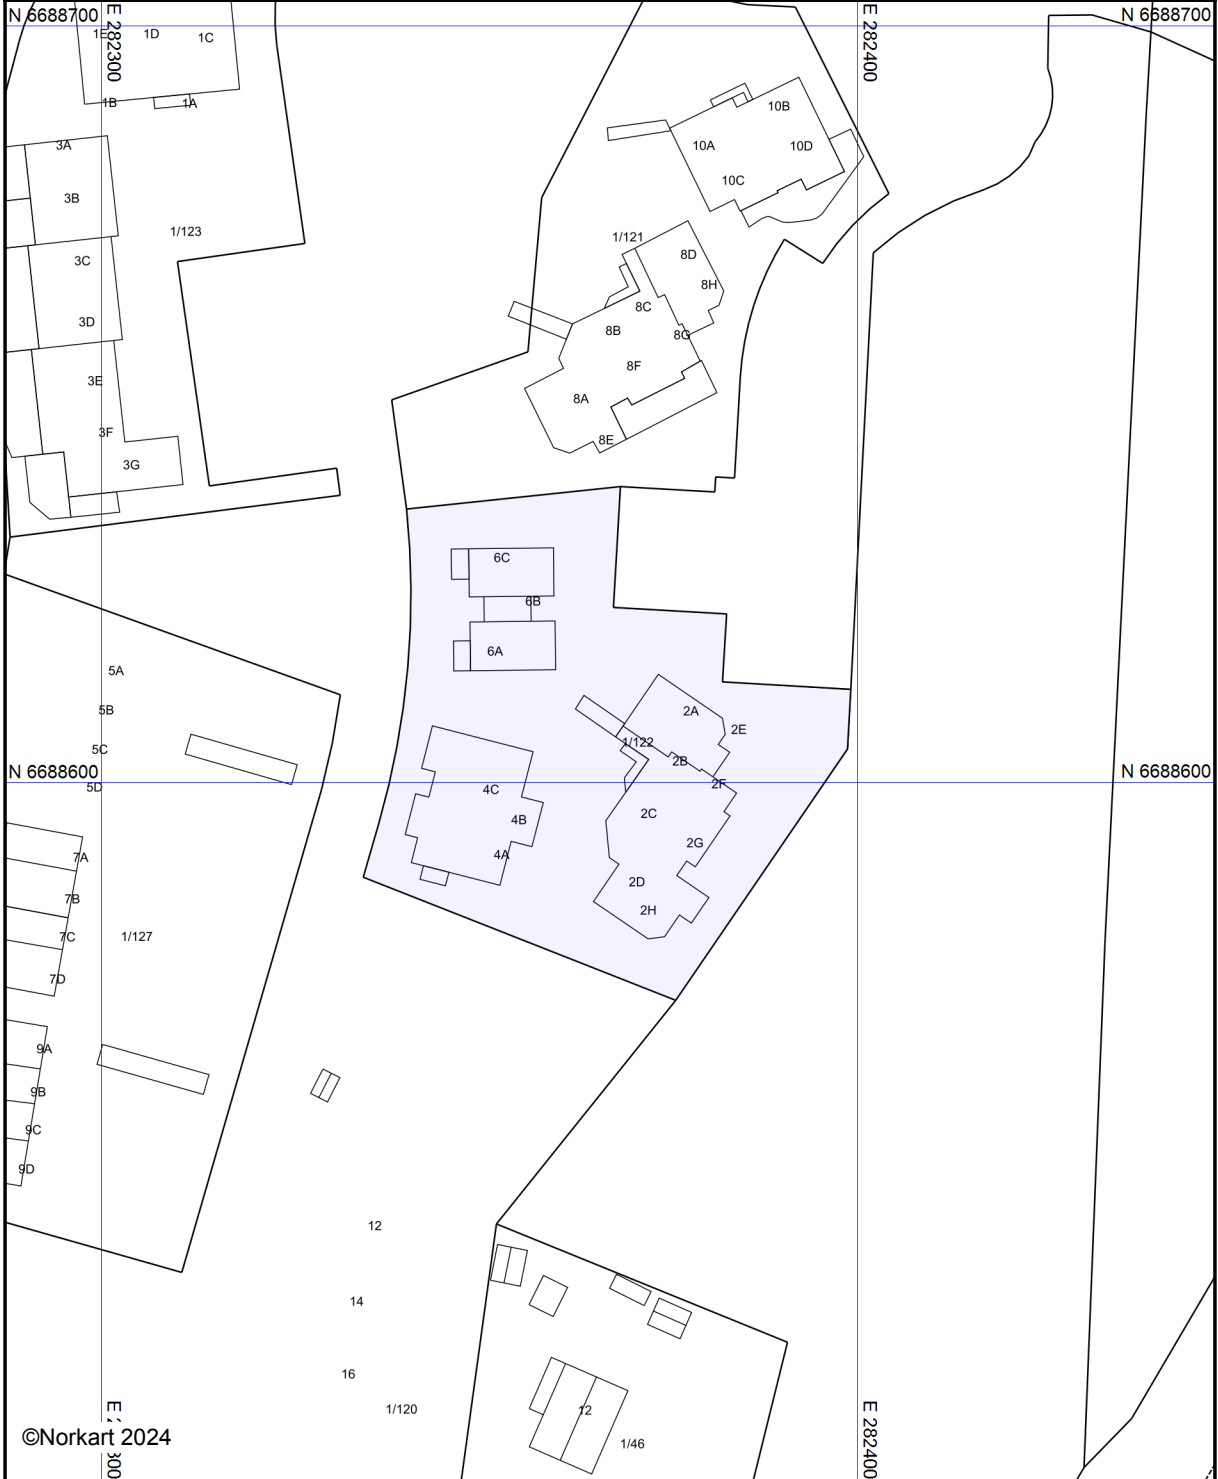 N 6688700
E 282300
E 282400
N 6688700
1E
1D
1C
1B
1A
10B
10A
10D
10C
3A
3B
1/123
1/121
3C
8D
8H
8C
3D
8B
8G
8F
3E
8A
3F
8E
3G
6C
6B
6A
5A
5B
2A
2E
5C
1/122
2B
N 6688600
N 6688600
5D
4C
2F
4B
2C
2G
4A
7A
2D
7B
2H
7C
1/127
7D
9A
9B
9C
9D
12
14
16
1/120
12
1/46
E 282400
©Norkart 2024